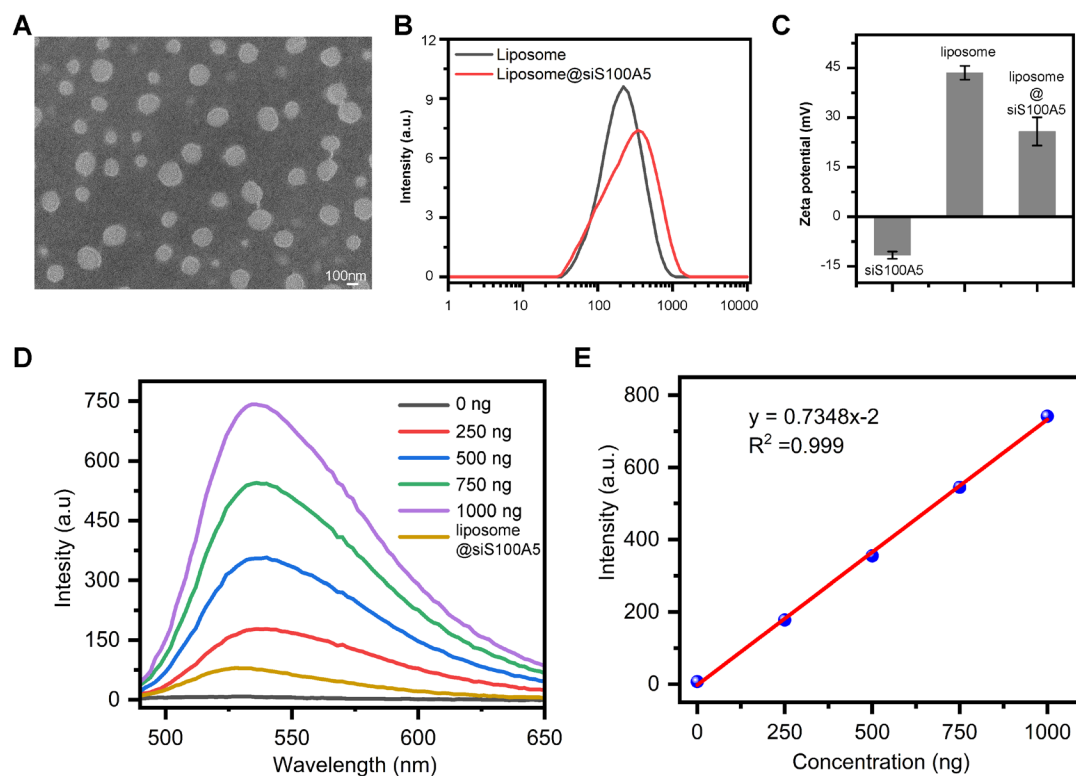 A
100nm
B
Liposome
Liposome@siS100A5
Intensity (a.u.)
12
9
6
3
0
1
10
100
1000
10000
C
Zeta potential (mV)
45
30
15
0
-15
siS100A5
liposome
liposome
@
siS100A5
D
Intesity (a.u)
750
600
450
300
150
0
500
550
600
650
Wavelength (nm)
0 ng
250 ng
500 ng
750 ng
1000 ng
liposome
@siS100A5
E
Intensity (a.u.)
800
600
400
200
0
y = 0.7348x-2
R² =0.999
0
250
500
750
1000
Concentration (ng)